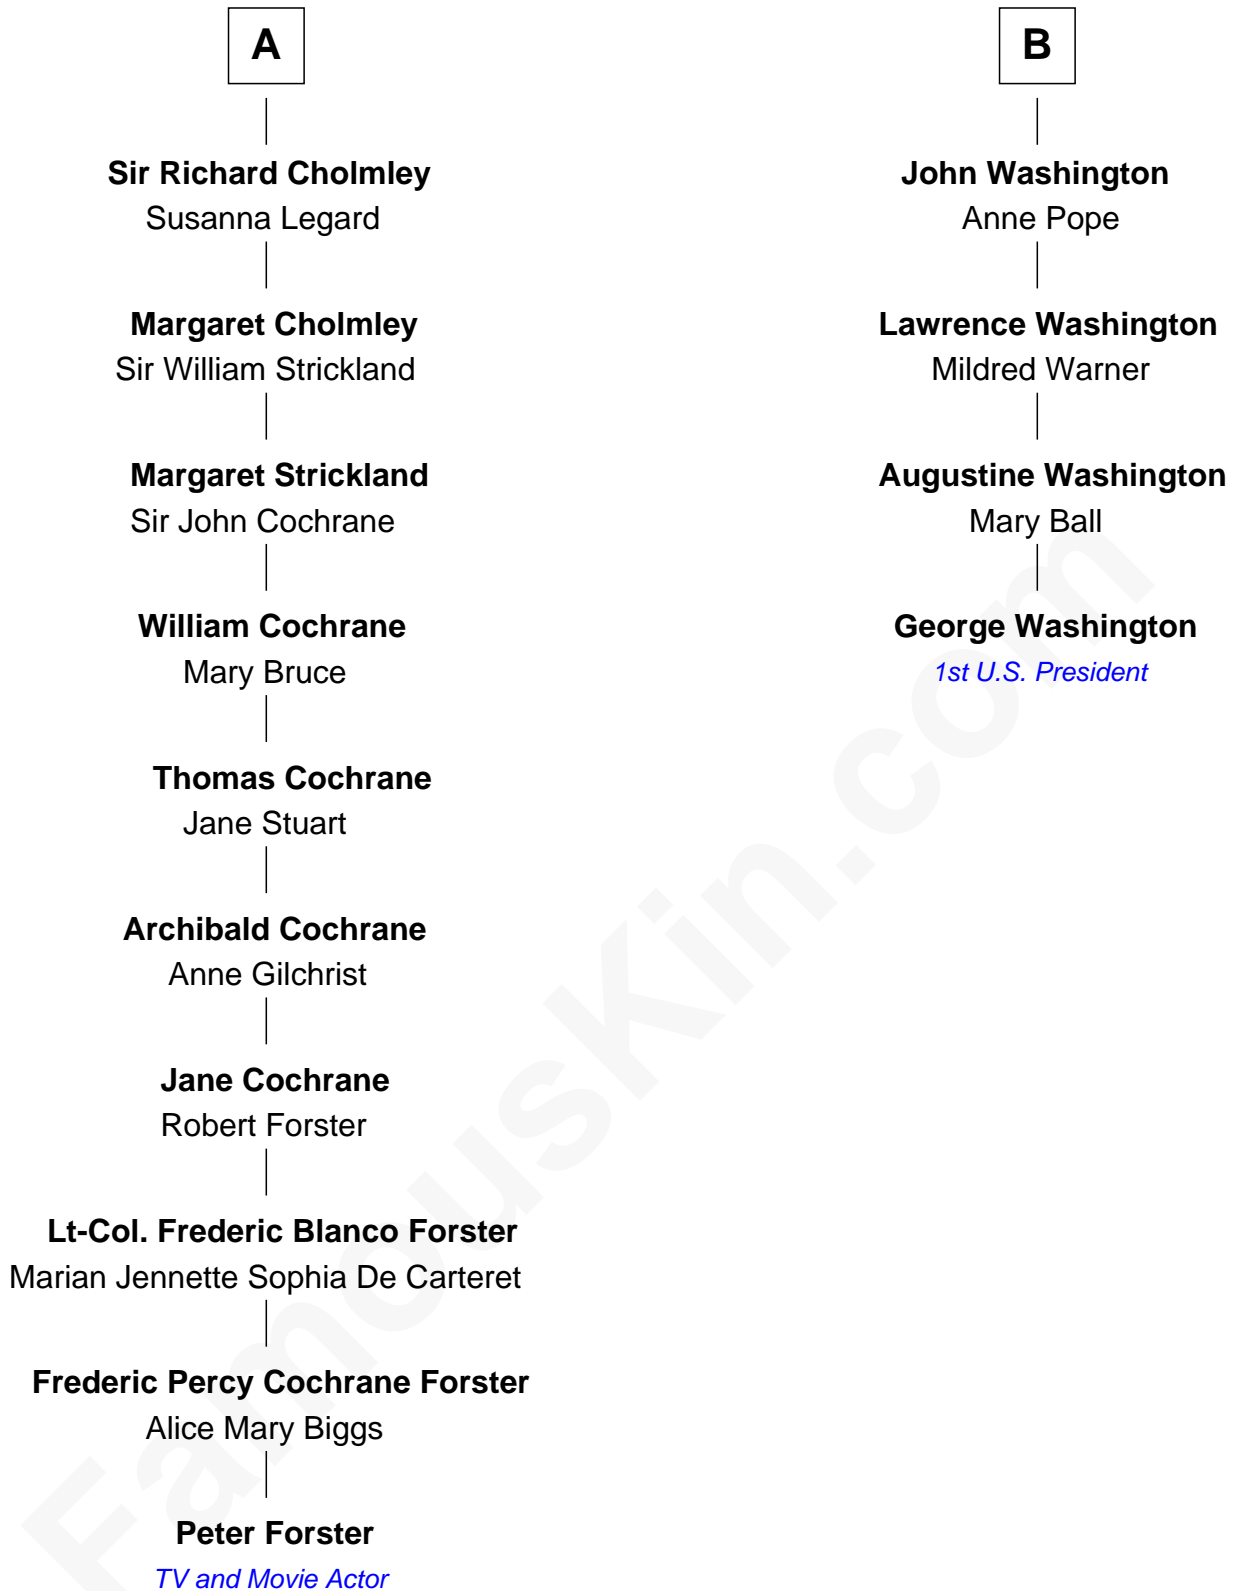 A
Sir Richard Cholmley
Susanna Legard
Margaret Cholmley
Sir William Strickland
Margaret Strickland
Sir John Cochrane
William Cochrane
Mary Bruce
Thomas Cochrane
Jane Stuart
Archibald Cochrane
Anne Gilchrist
Jane Cochrane
Robert Forster
Lt-Col. Frederic Blanco Forster
Marian Jennette Sophia De Carteret
Frederic Percy Cochrane Forster
Alice Mary Biggs
Peter Forster
TV and Movie Actor
B
John Washington
Anne Pope
Lawrence Washington
Mildred Warner
Augustine Washington
Mary Ball
George Washington
1st U.S. President
FamousKin.com